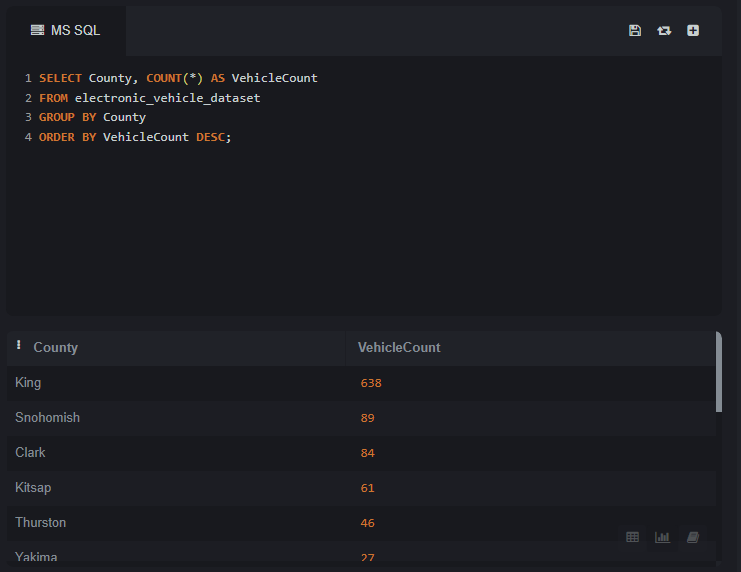 MS SQL
1 SELECT County, COUNT(*) AS VehicleCount
2 FROM electronic_vehicle_dataset
3 GROUP BY County
4 ORDER BY VehicleCount DESC;
County VehicleCount
King 638
Snohomish 89
Clark 84
Kitsap 61
Thurston 46
Yakima 27